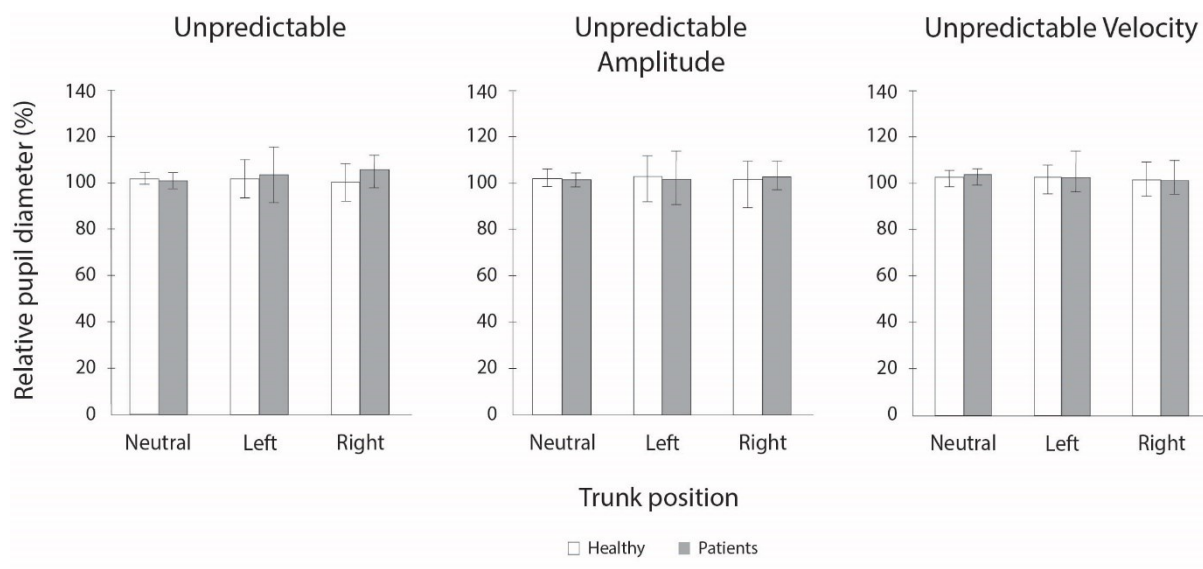 Unpredictable
Unpredictable
Amplitude
Unpredictable Velocity
Relative pupil diameter (%)
140
120
100
80
60
40
20
0
Neutral
Left
Right
140
120
100
80
60
40
20
0
Neutral
Left
Right
140
120
100
80
60
40
20
0
Neutral
Left
Right
Trunk position
Healthy
Patients